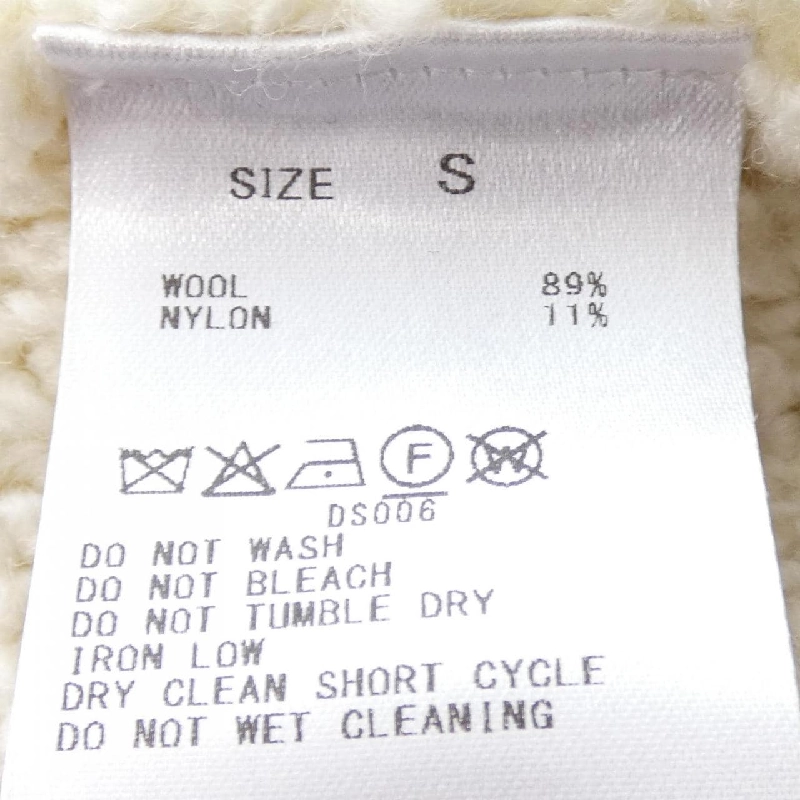 SIZE S
WOOL 89%
NYLON 11%
F W
DS006
DO NOT WASH
DO NOT BLEACH
DO NOT TUMBLE DRY
IRON LOW
DRY CLEAN SHORT CYCLE
DO NOT WET CLEANING